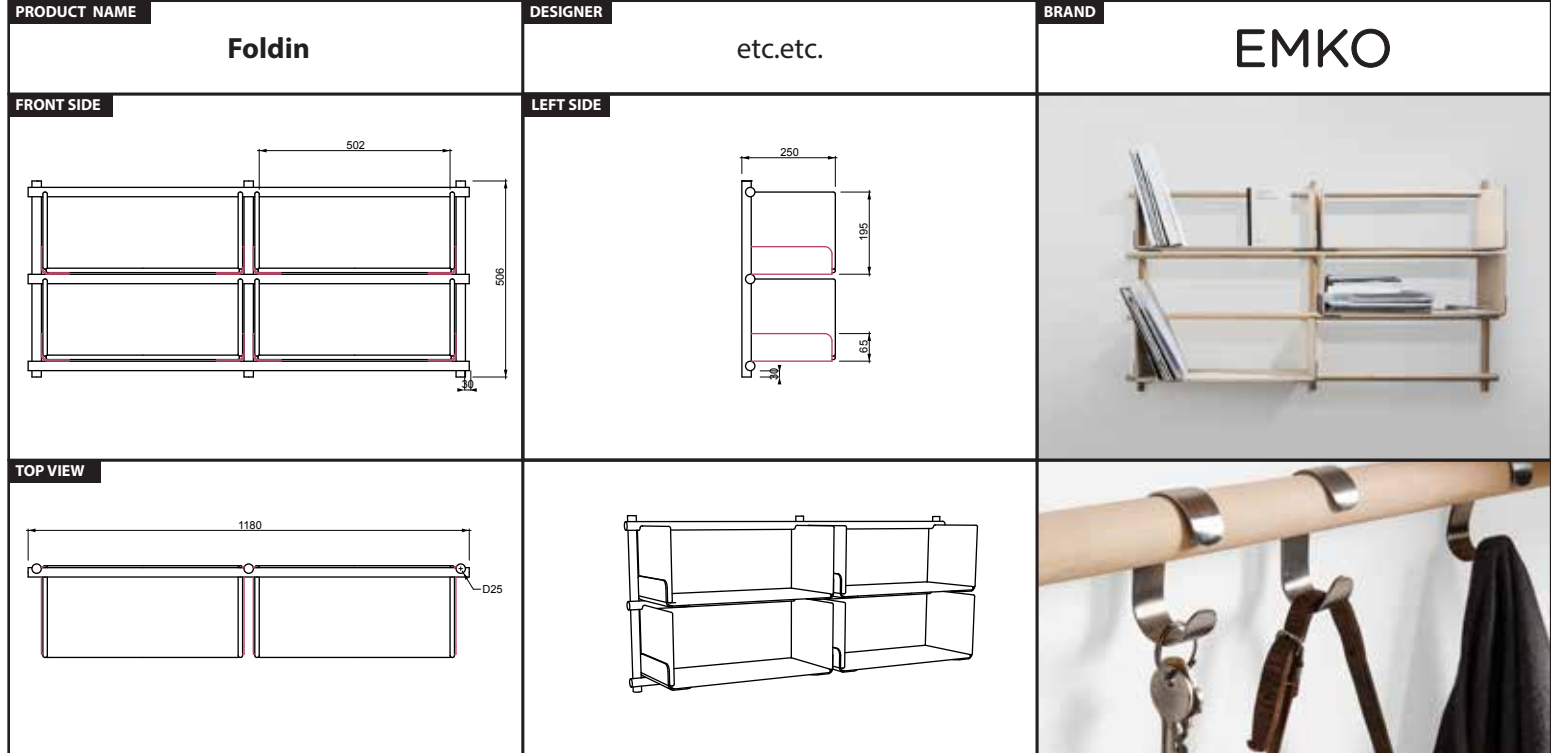 PRODUCT NAME
Foldin
DESIGNER
etc.etc.
BRAND
EMKO
FRONT SIDE
502
506
30
LEFT SIDE
250
195
65
30
TOP VIEW
1180
D25